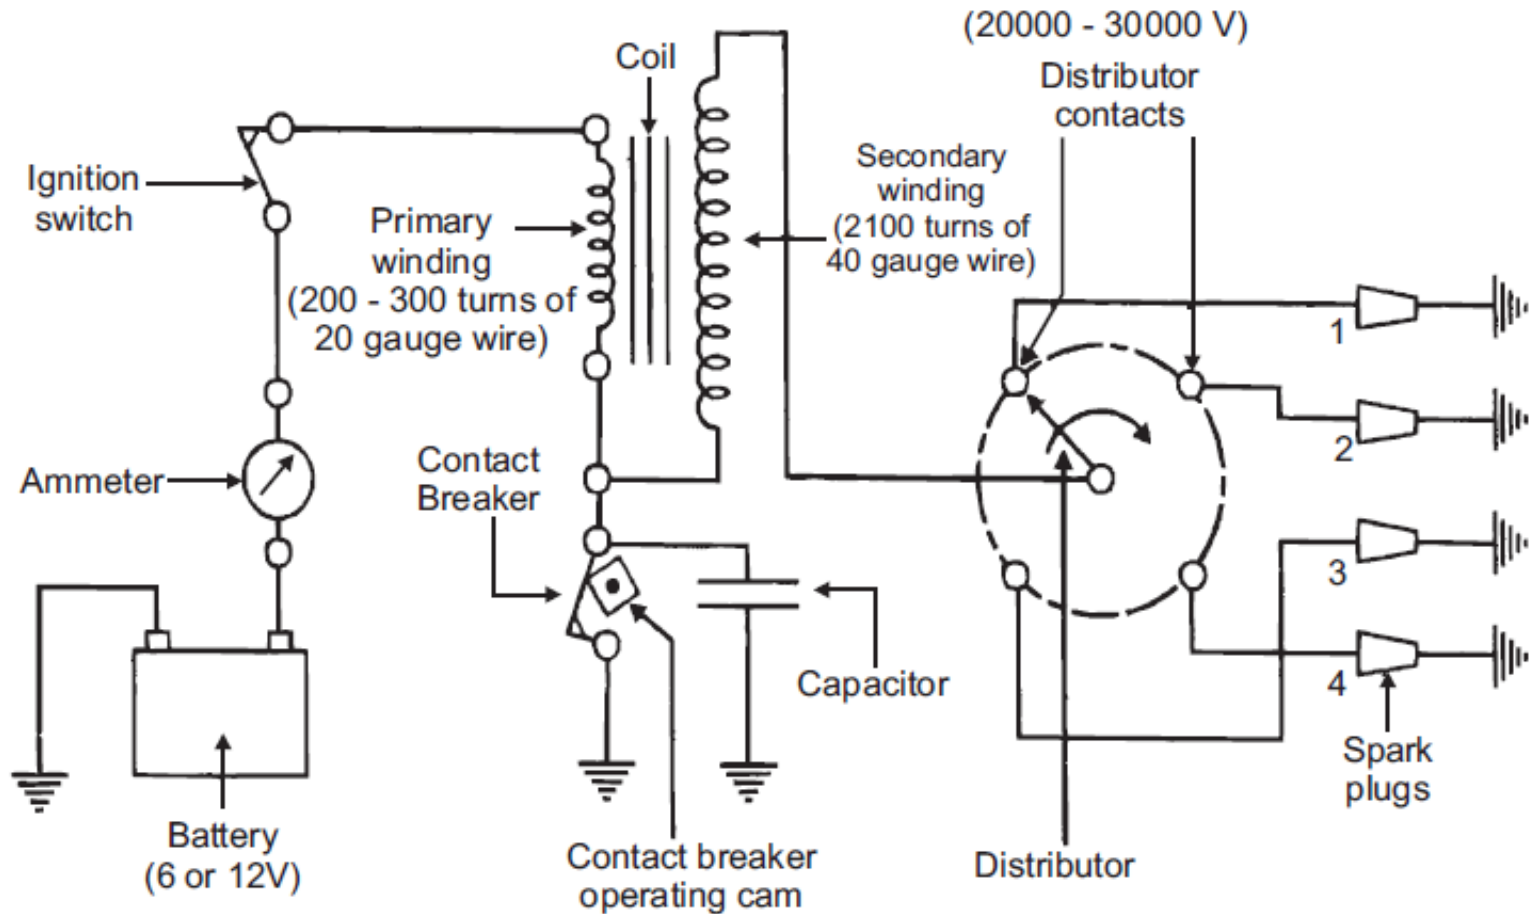 (20000 - 30000 V)
Distributor
contacts
Coil
Secondary
winding
(2100 turns of
40 gauge wire)
Ignition
switch
Primary
winding
(200 - 300 turns of
20 gauge wire)
1
2
3
4
Ammeter
Contact
Breaker
Capacitor
Spark
plugs
Battery
(6 or 12V)
Contact breaker
operating cam
Distributor